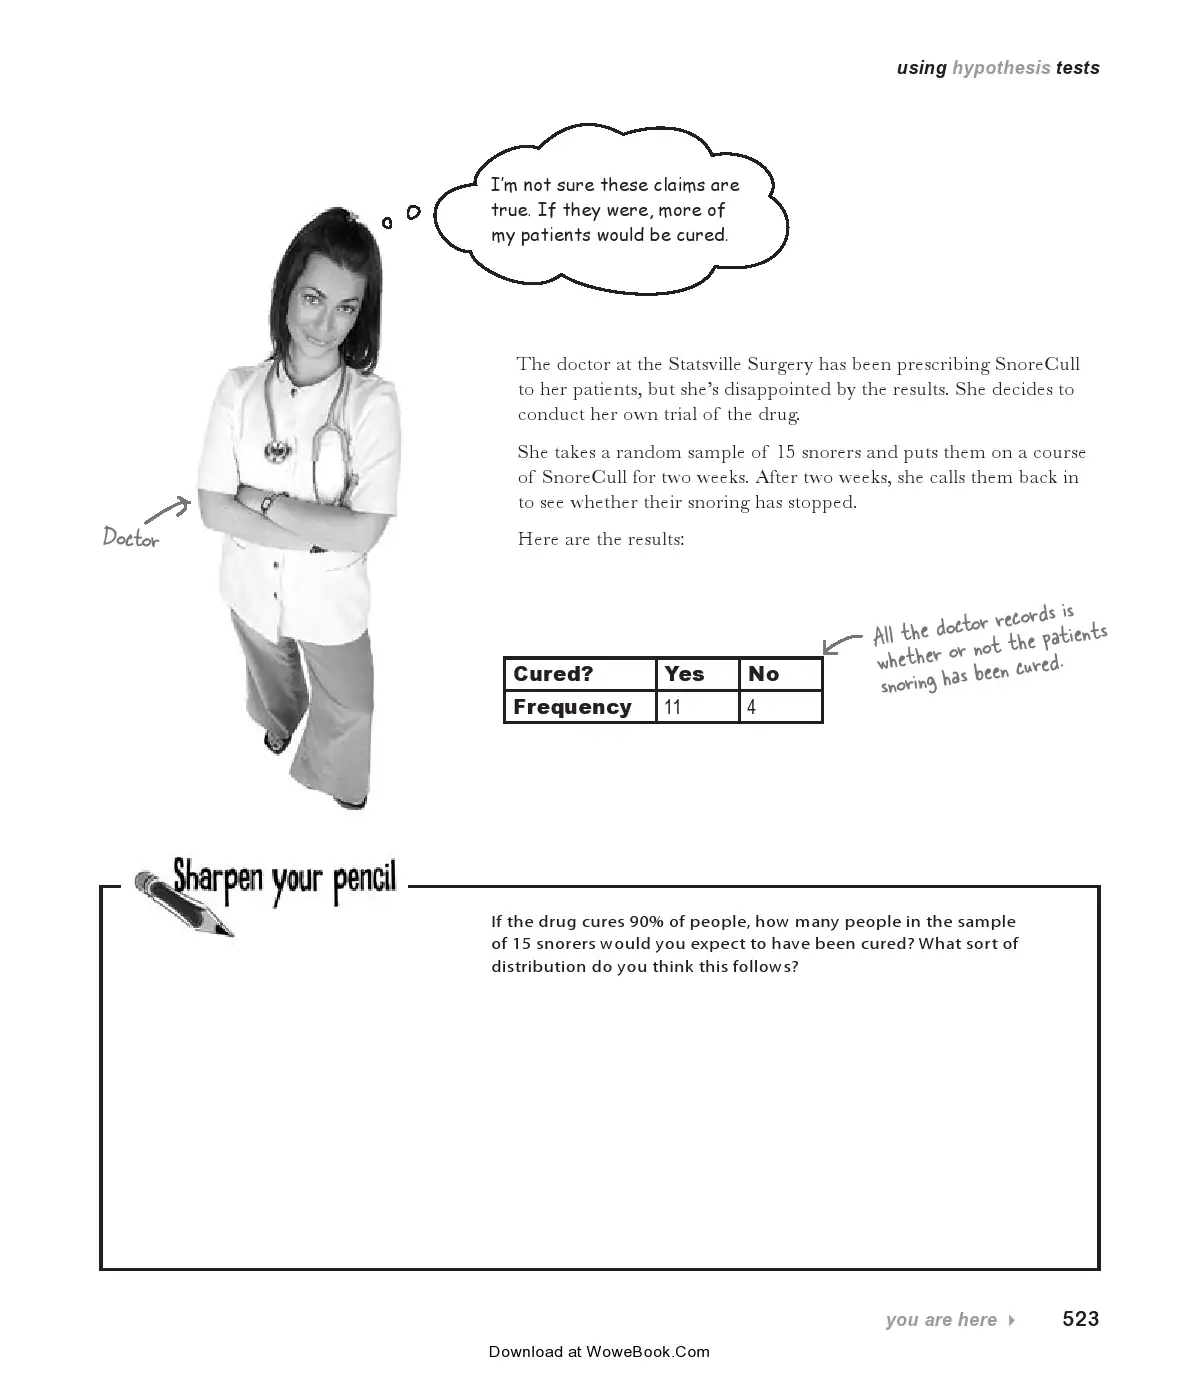 using hypothesis tests
I'm not sure these claims are
true. If they were, more of
my patients would be cured.
The doctor at the Statsville Surgery has been prescribing SnoreCull
to her patients, but she's disappointed by the results. She decides to
conduct her own trial of the drug.
She takes a random sample of 15 snorers and puts them on a course
of SnoreCull for two weeks. After two weeks, she calls them back in
to see whether their snoring has stopped.
Doctor
Here are the results:
All the doctor records is
whether or not the patients
snoring has been cured.
Cured? Yes No
Frequency 11 4
Sharpen your pencil
If the drug cures 90% of people, how many people in the sample
of 15 snorers would you expect to have been cured? What sort of
distribution do you think this follows?
you are here 523
Download at WoweBook.Com